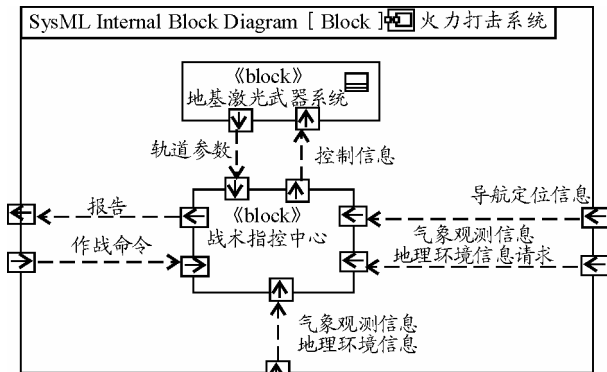 SysML Internal Block Diagram [ Block ] 火力打击系统
《block》
地基激光武器系统
轨道参数
控制信息
报告
《block》
战术指控中心
导航定位信息
作战命令
气象观测信息
地理环境信息请求
气象观测信息
地理环境信息